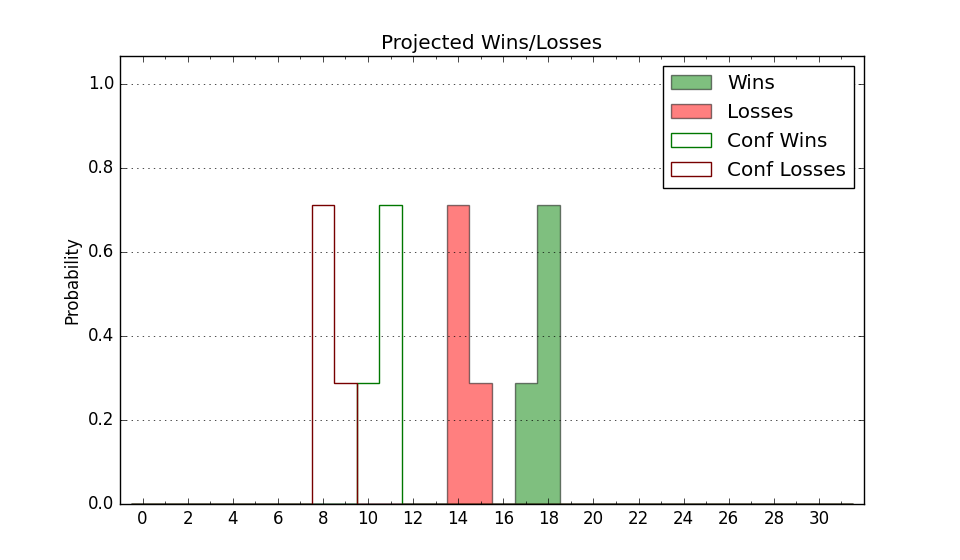 Projected Wins/Losses
Wins
Losses
Conf Wins
Conf Losses
Probability
1.0
0.8
0.6
0.4
0.2
0.0
0 2 4 6 8 10 12 14 16 18 20 22 24 26 28 30